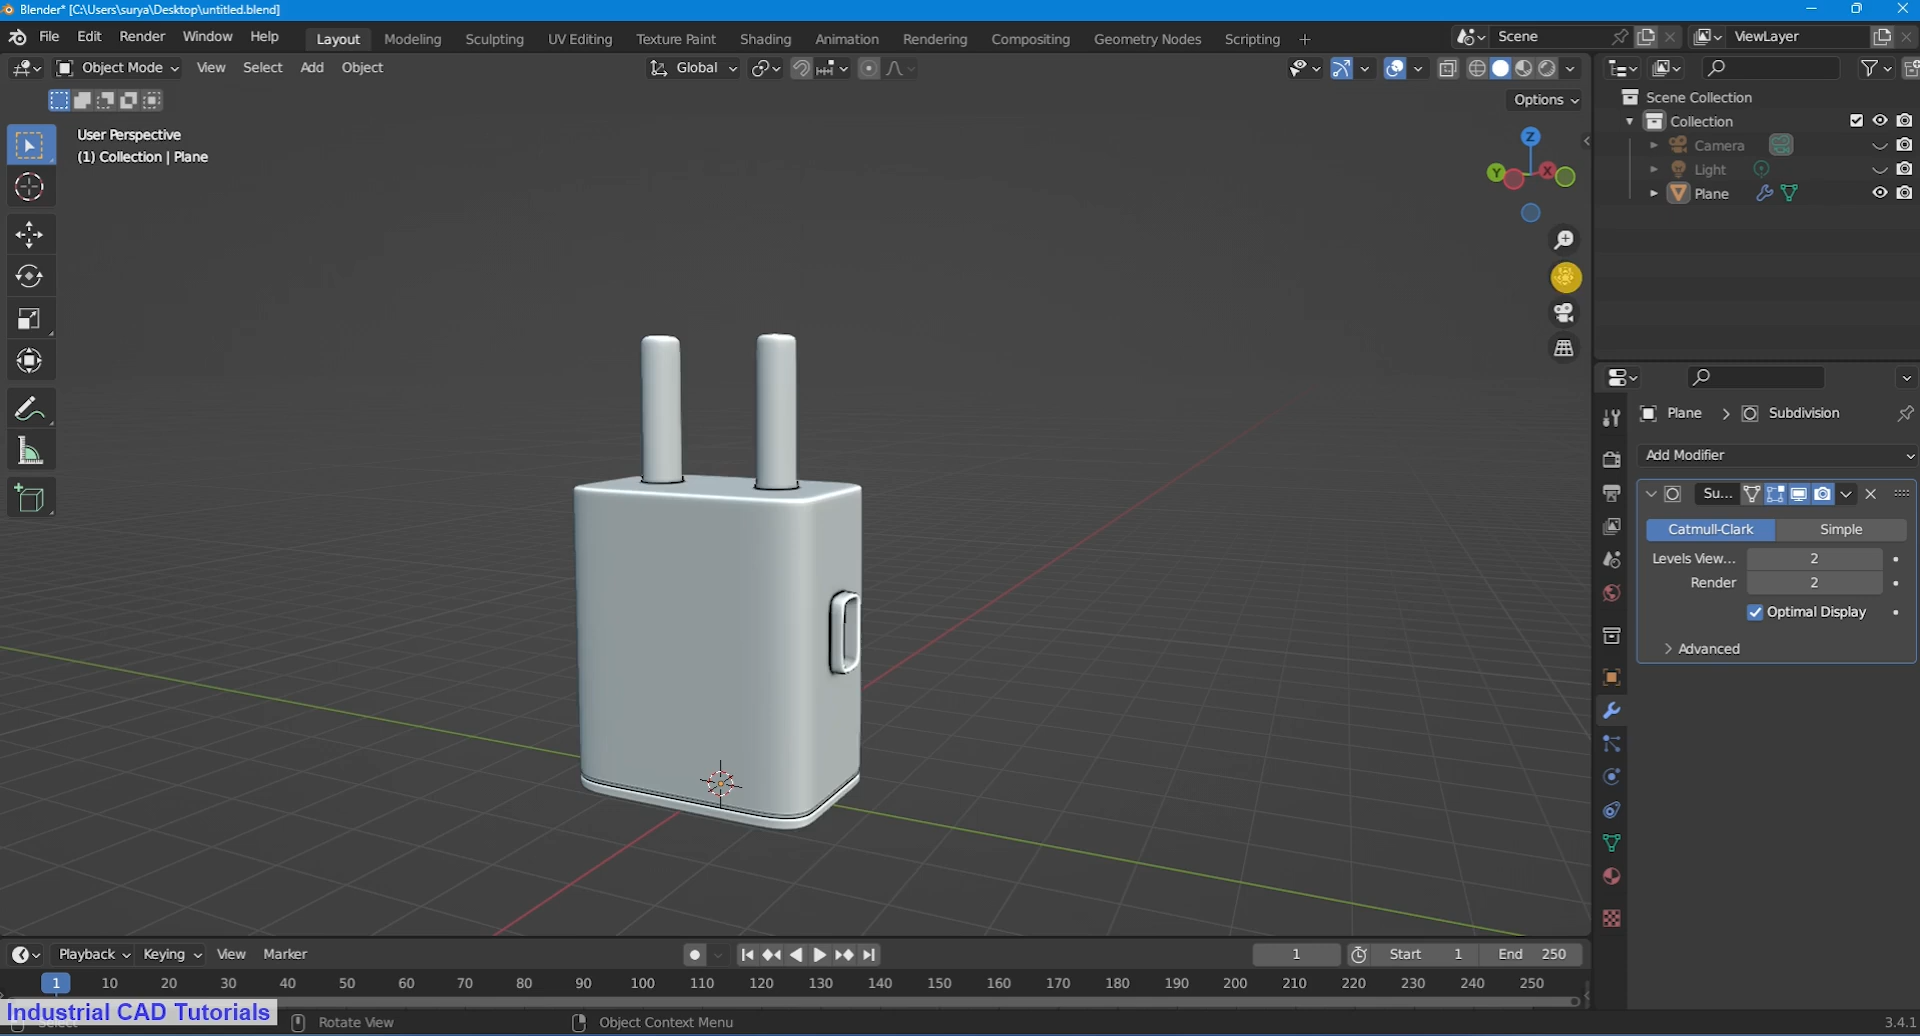 Blender* [C:\Users\surya\Desktop\untitled.blend]
File Edit Render Window Help Layout Modeling Sculpting UV Editing Texture Paint Shading Animation Rendering Compositing Geometry Nodes Scripting + Scene ViewLayer
Object Mode View Select Add Object Global
Options
User Perspective
(1) Collection | Plane
Z
Y
X
Scene Collection
Collection
Camera
Light
Plane
Plane > Subdivision
Add Modifier
Su...
Catmull-Clark Simple
Levels View... 2
Render 2
Optimal Display
Advanced
Playback Keying View Marker 1 Start 1 End 250
1 10 20 30 40 50 60 70 80 90 100 110 120 130 140 150 160 170 180 190 200 210 220 230 240 250
Industrial CAD Tutorials
Select Rotate View Object Context Menu 3.4.1